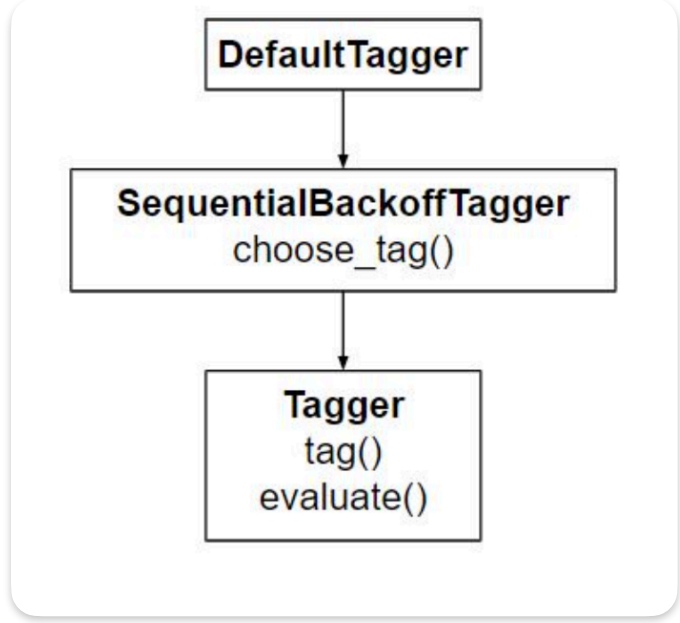 DefaultTagger
SequentialBackoffTagger
choose_tag()
Tagger
tag()
evaluate()